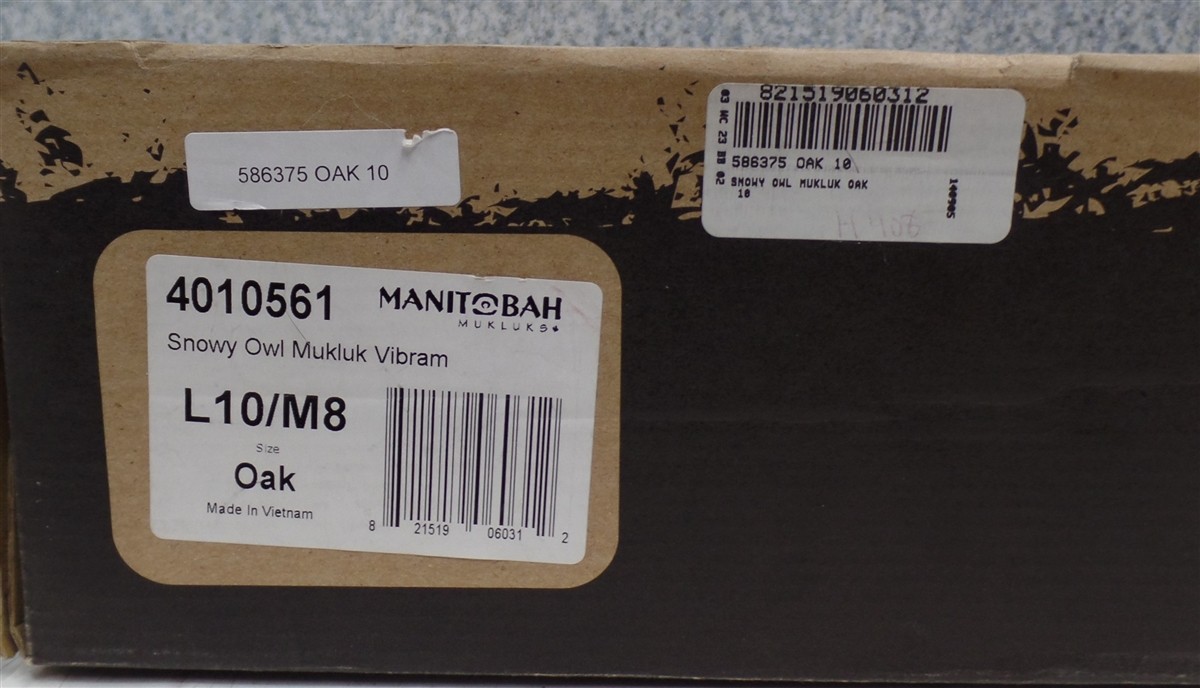 586375 OAK 10
821519060312
586375 OAK 10
SNOWY OWL MUKLUK OAK
10
140905
4010561
MANITOBAH
MUKLUKS
Snowy Owl Mukluk Vibram
L10/M8
Size
Oak
Made In Vietnam
8 21519 06031 2